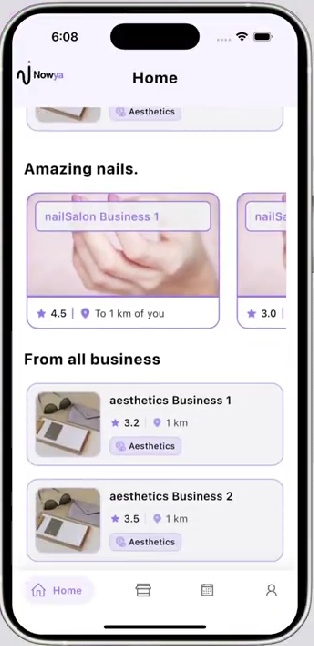 6:08
Nowya
Home
Aesthetics
Amazing nails.
nailSalon Business 1
nailSa
4.5 | To 1 km of you
3.0
From all business
aesthetics Business 1
3.2 | 1 km
Aesthetics
aesthetics Business 2
3.5 | 1 km
Aesthetics
Home